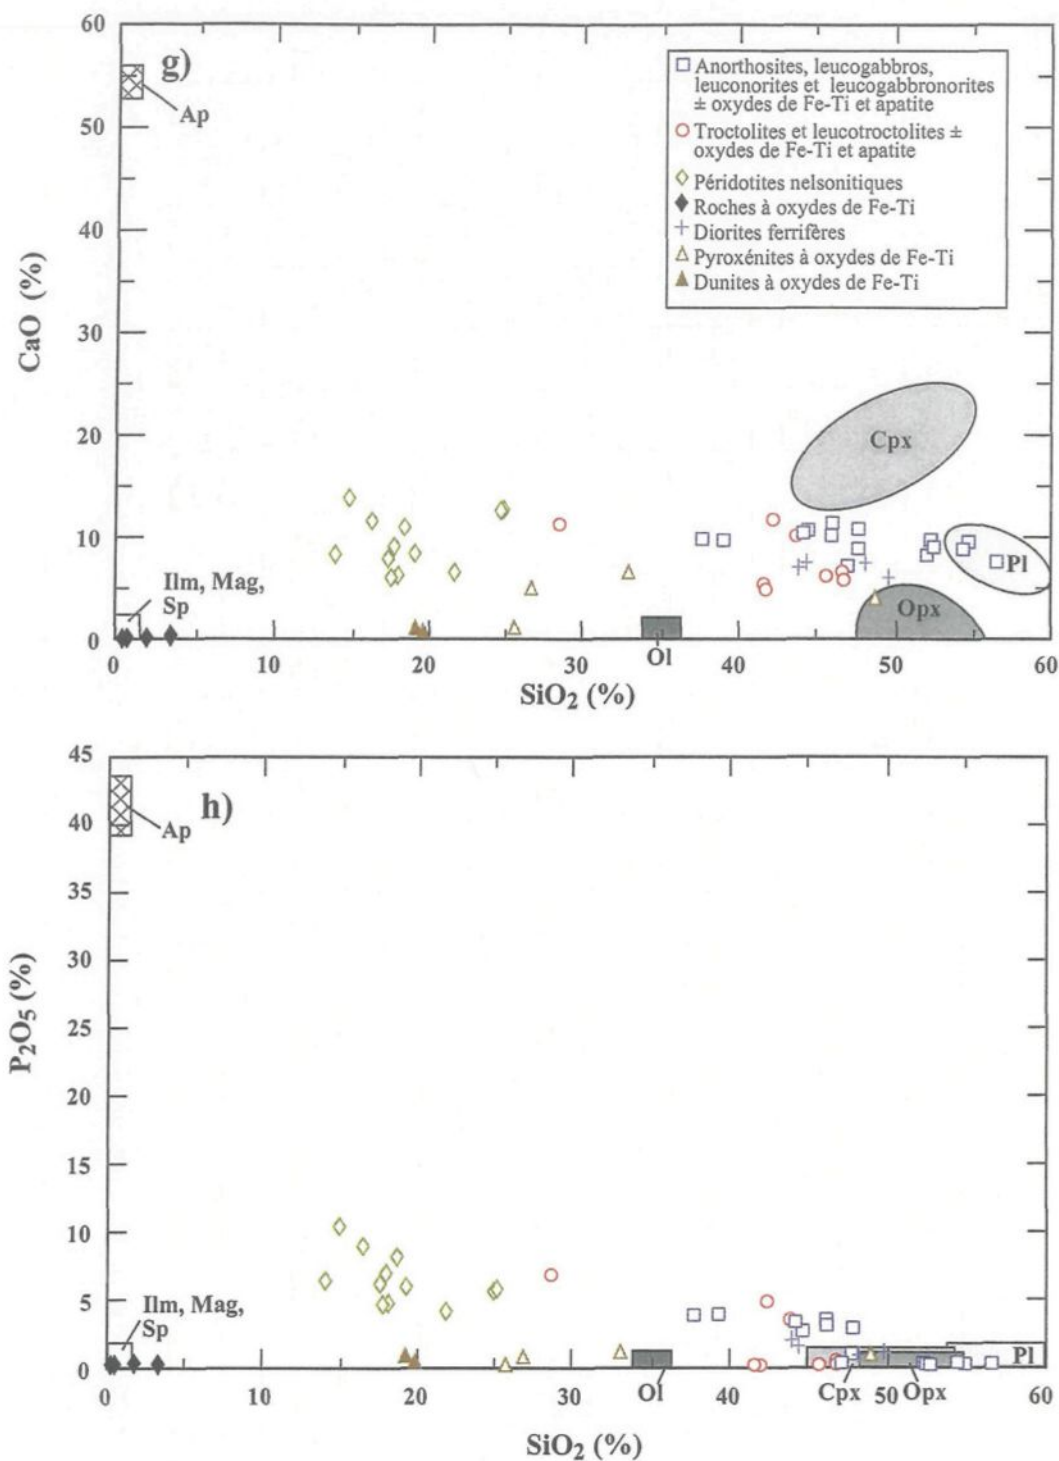 60
50
40
30
20
10
0
CaO (%)
g)
Ap
Anorthosites, leucogabbros,
leuconorites et leucogabbronorites
± oxydes de Fe-Ti et apatite
Troctolites et leucotroctolites ±
oxydes de Fe-Ti et apatite
Péridotites nelsonitiques
Roches à oxydes de Fe-Ti
Diorites ferrifères
Pyroxénites à oxydes de Fe-Ti
Dunites à oxydes de Fe-Ti
Cpx
Pl
Opx
Ol
Ilm, Mag,
Sp
0 10 20 30 40 50 60
SiO2 (%)
45
40
35
30
25
20
15
10
5
0
P2O5 (%)
h)
Ap
Ilm, Mag,
Sp
Pl
Ol
Cpx
Opx
0 10 20 30 40 50 60
SiO2 (%)